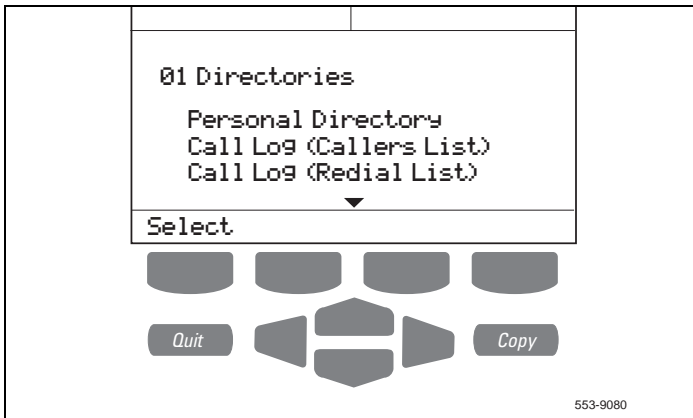 01 Directories
Personal Directory
Call Log (Callers List)
Call Log (Redial List)
Select
Quit
Copy
553-9080